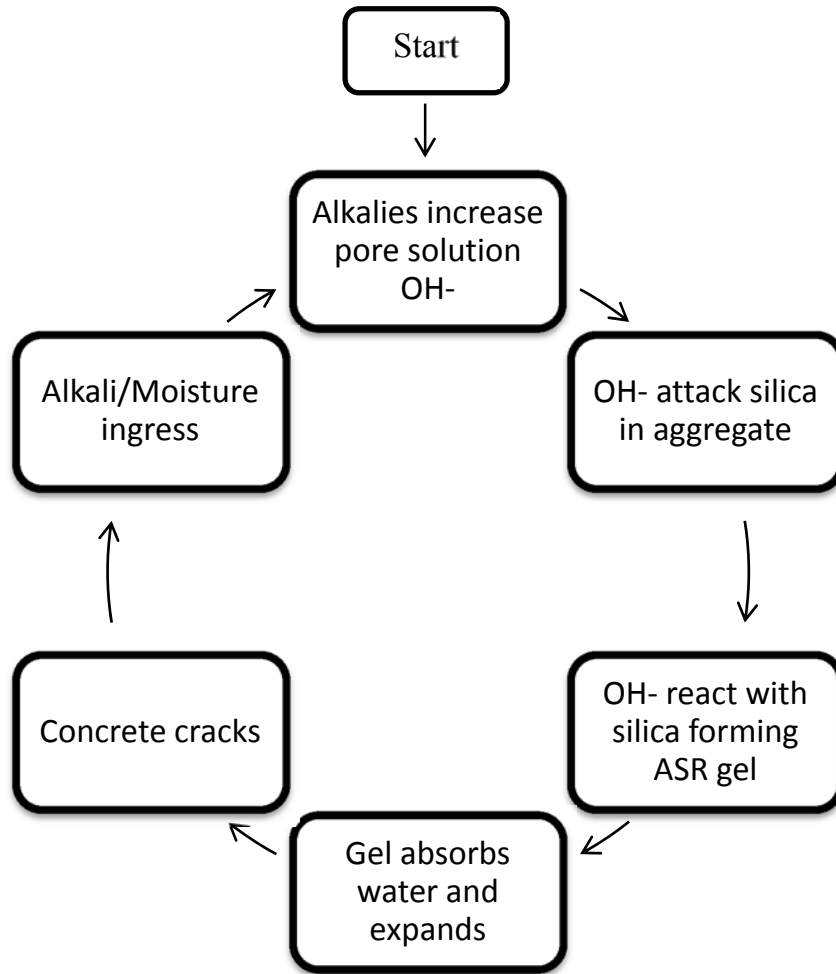 Start
Alkalies increase
pore solution
OH-
OH- attack silica
in aggregate
OH- react with
silica forming
ASR gel
Gel absorbs
water and
expands
Concrete cracks
Alkali/Moisture
ingress